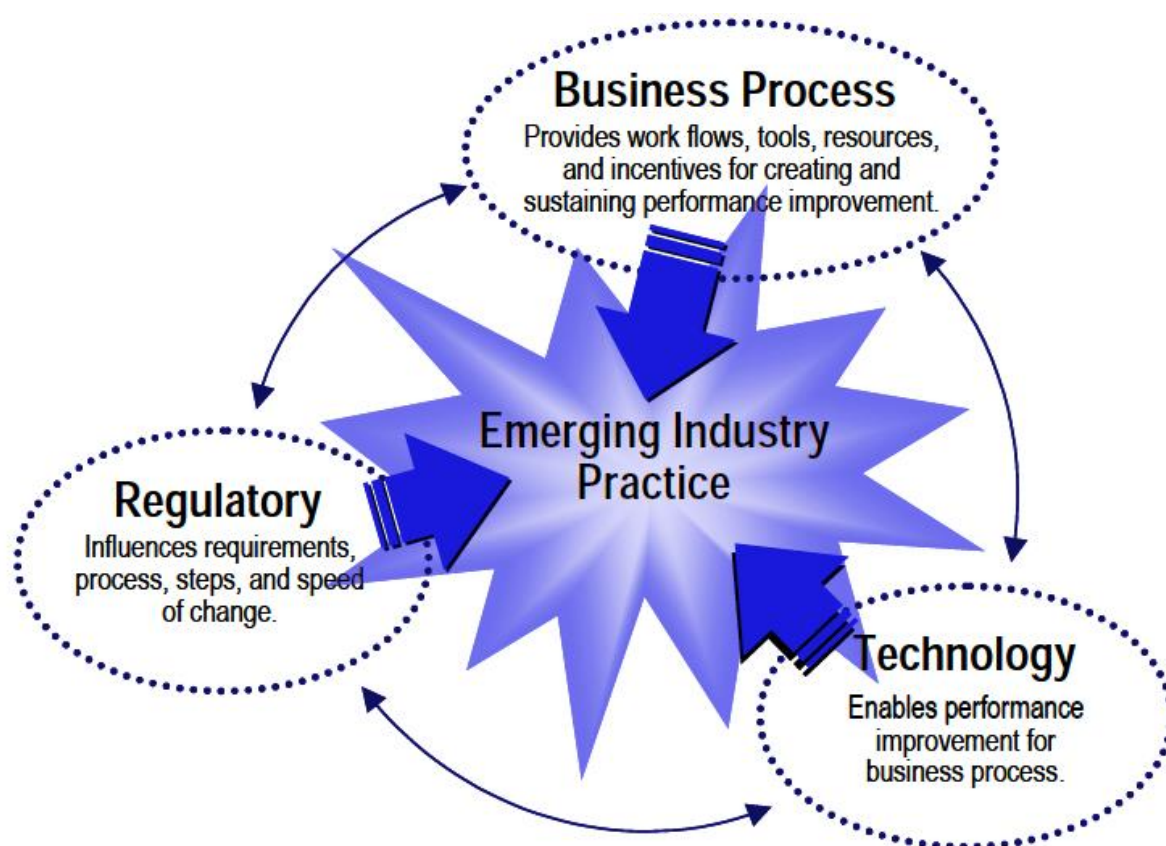 Business Process
Provides work flows, tools, resources,
and incentives for creating and
sustaining performance improvement.
Emerging Industry
Practice
Regulatory
Influences requirements,
process, steps, and speed
of change.
Technology
Enables performance
improvement for
business process.